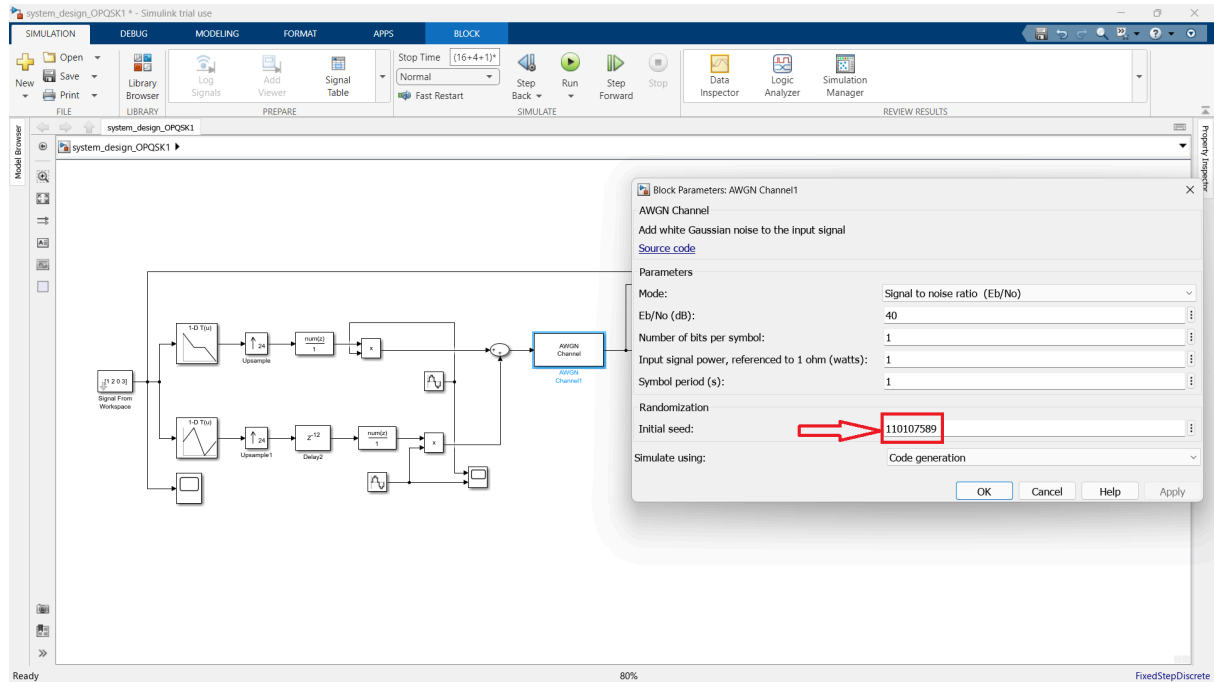 system_design_OPQSK1 * - Simulink trial use
SIMULATION DEBUG MODELING FORMAT APPS BLOCK
New
Open
Save
Print
FILE
Library Browser
LIBRARY
Log Signals
Add Viewer
Signal Table
PREPARE
Stop Time (16+4+1)*
Normal
Fast Restart
Step Back
Run
Step Forward
Stop
SIMULATE
Data Inspector
Logic Analyzer
Simulation Manager
REVIEW RESULTS
Model Browser
system_design_OPQSK1
system_design_OPQSK1
Property Inspector
Block Parameters: AWGN Channel1
AWGN Channel
Add white Gaussian noise to the input signal
Source code
Parameters
Mode: Signal to noise ratio (Eb/No)
Eb/No (dB): 40
Number of bits per symbol: 1
Input signal power, referenced to 1 ohm (watts): 1
Symbol period (s): 1
Randomization
Initial seed: 110107589
Simulate using: Code generation
OK Cancel Help Apply
1-D T(u)
24
Upsample
num(z)
1
x
AWGN
Channel
AWGN
Channel1
[1 2 0 3]
Signal From
Workspace
1-D T(u)
24
Upsample1
z-12
Delay2
num(z)
1
x
Ready 80% FixedStepDiscrete